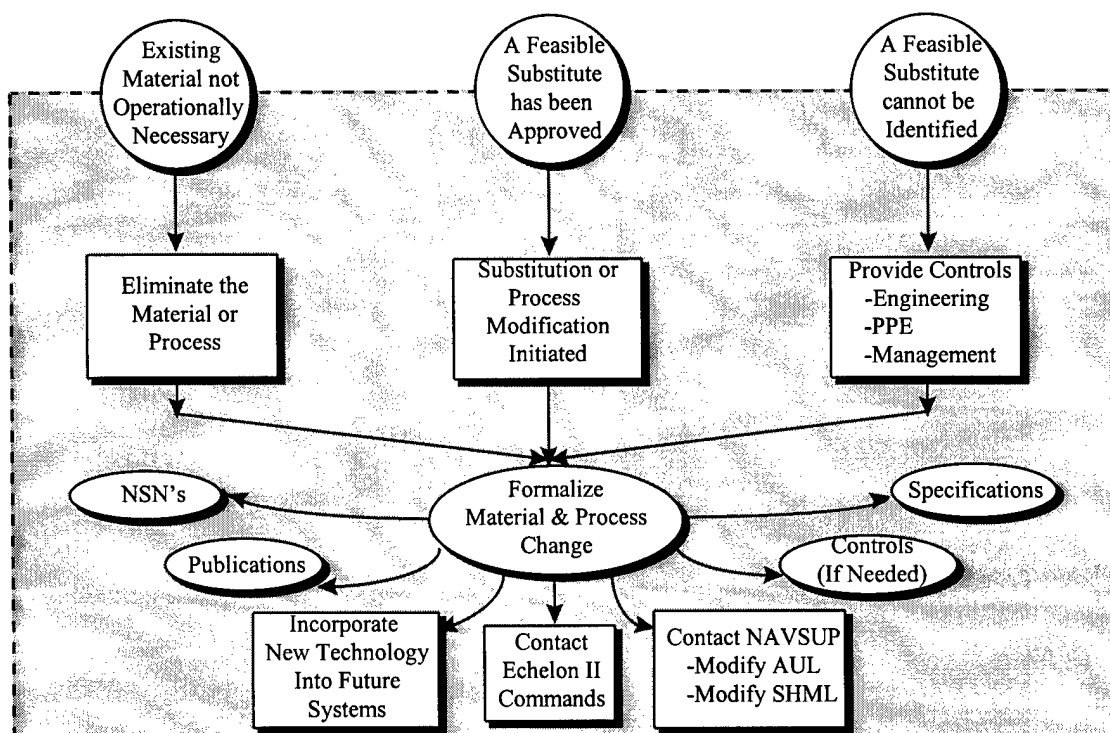 Existing
Material not
Operationally
Necessary
A Feasible
Substitute
has been
Approved
A Feasible
Substitute
cannot be
Identified
Eliminate the
Material or
Process
Substitution or
Process
Modification
Initiated
Provide Controls
-Engineering
-PPE
-Management
NSN's
Formalize
Material & Process
Change
Specifications
Publications
Controls
(If Needed)
Incorporate
New Technology
Into Future
Systems
Contact
Echelon II
Commands
Contact NAVSUP
-Modify AUL
-Modify SHML